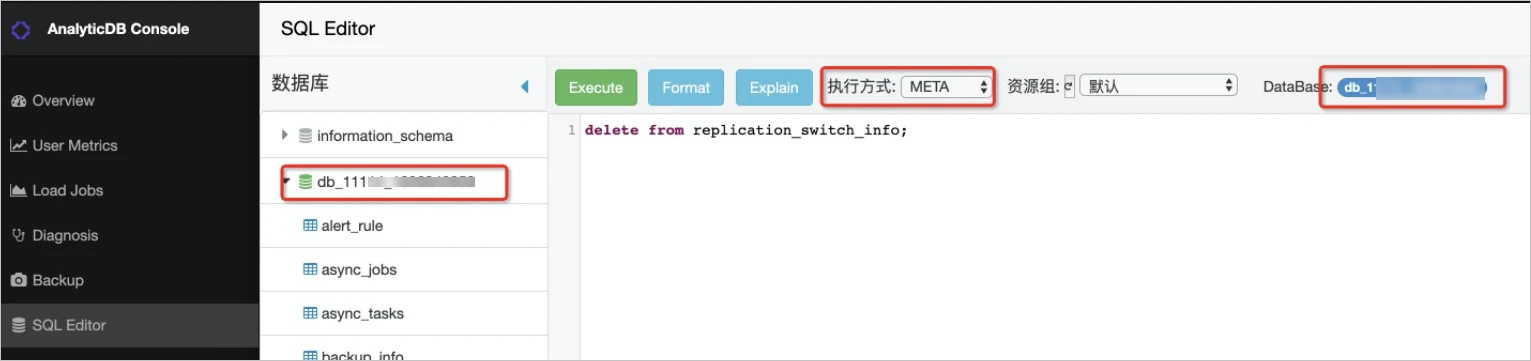 AnalyticDB Console
Overview
User Metrics
Load Jobs
Diagnosis
Backup
SQL Editor
SQL Editor
数据库
information_schema
db_111
alert_rule
async_jobs
async_tasks
backup_info
Execute Format Explain 执行方式: META 资源组: 默认 DataBase: db_1
1 delete from replication_switch_info;